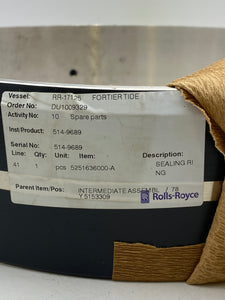 Vessel: RR-17125 FORTIER TIDE
Order No: DU1009329
Activity No: 10 Spare parts
Inst/Product: 514-9689
Serial No: 514-9689
Line: Qty: Item: Description:
41 1 pos 5251636000-A SEALING RI
NG
Parent Item/Pos: INTERMEDIATE ASSEMBL / 78
Y 5153309
Rolls-Royce